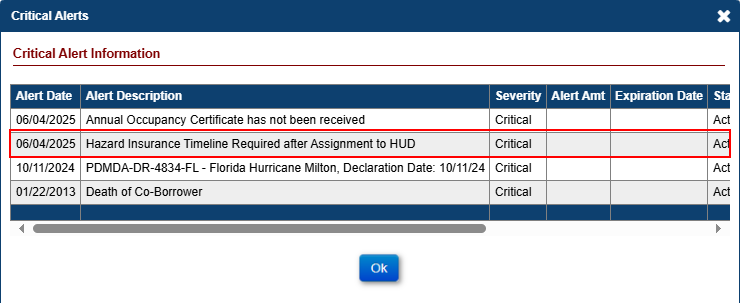 Critical Alerts
Critical Alert Information
Alert Date Alert Description Severity Alert Amt Expiration Date Sta
06/04/2025 Annual Occupancy Certificate has not been received Critical Act
06/04/2025 Hazard Insurance Timeline Required after Assignment to HUD Critical Act
10/11/2024 PDMDA-DR-4834-FL - Florida Hurricane Milton, Declaration Date: 10/11/24 Critical Act
01/22/2013 Death of Co-Borrower Critical Act
Ok